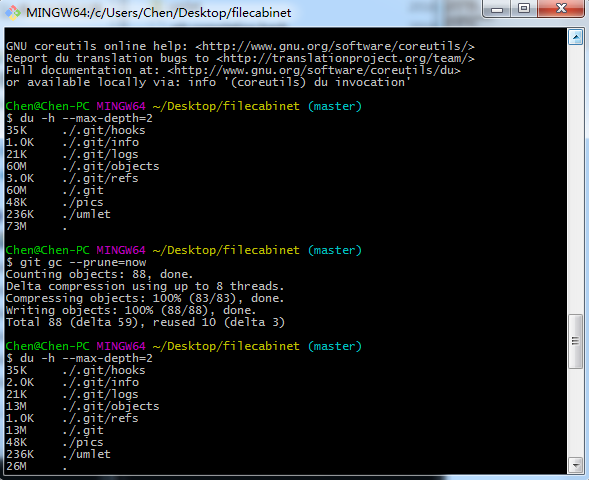 MINGW64:/c/Users/Chen/Desktop/filecabinet
GNU coreutils online help: <http://www.gnu.org/software/coreutils/>
Report du translation bugs to <http://translationproject.org/team/>
Full documentation at: <http://www.gnu.org/software/coreutils/du>
or available locally via: info '(coreutils) du invocation'
Chen@Chen-PC MINGW64 ~/Desktop/filecabinet (master)
$ du -h --max-depth=2
35K ./.git/hooks
1.0K ./.git/info
21K ./.git/logs
60M ./.git/objects
3.0K ./.git/refs
60M ./.git
48K ./pics
236K ./umlet
73M .
Chen@Chen-PC MINGW64 ~/Desktop/filecabinet (master)
$ git gc --prune=now
Counting objects: 88, done.
Delta compression using up to 8 threads.
Compressing objects: 100% (83/83), done.
Writing objects: 100% (88/88), done.
Total 88 (delta 59), reused 10 (delta 3)
Chen@Chen-PC MINGW64 ~/Desktop/filecabinet (master)
$ du -h --max-depth=2
35K ./.git/hooks
2.0K ./.git/info
21K ./.git/logs
13M ./.git/objects
1.0K ./.git/refs
13M ./.git
48K ./pics
236K ./umlet
26M .